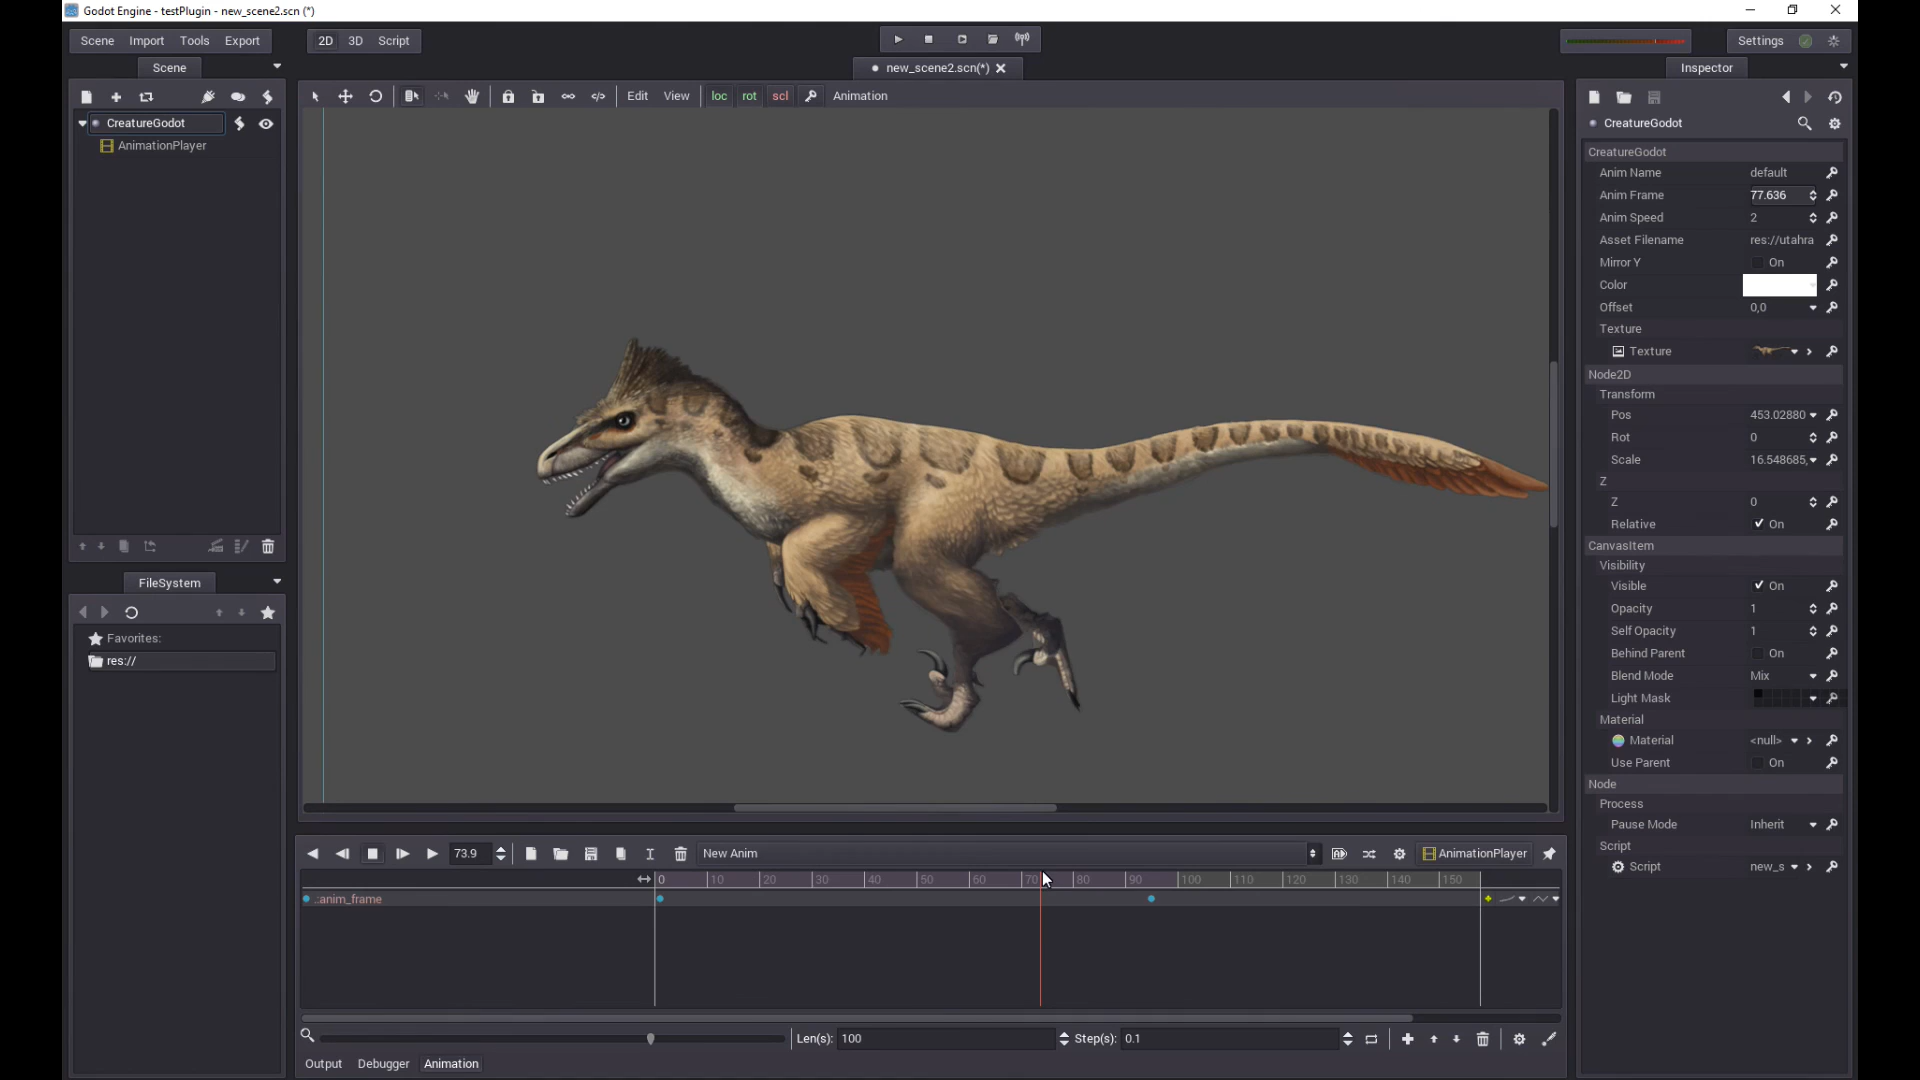 Godot Engine - testPlugin - new_scene2.scn (*)
Scene Import Tools Export
2D 3D Script
Settings
Scene
new_scene2.scn(*)
Inspector
Edit View loc rot scl Animation
CreatureGodot
AnimationPlayer
CreatureGodot
CreatureGodot
Anim Name default
Anim Frame 77.636
Anim Speed 2
Asset Filename res://utahra
Mirror Y On
Color
Offset 0,0
Texture
Texture
Node2D
Transform
Pos 453.02880
Rot 0
Scale 16.548685,
Z
Z 0
Relative On
CanvasItem
Visibility
Visible On
Opacity 1
Self Opacity 1
Behind Parent On
Blend Mode Mix
Light Mask
Material
Material <null>
Use Parent On
Node
Process
Pause Mode Inherit
Script
Script new_s
FileSystem
Favorites:
res://
73.9 New Anim AnimationPlayer
0 10 20 30 40 50 60 70 80 90 100 110 120 130 140 150
.:anim_frame
Len(s): 100 Step(s): 0.1
Output Debugger Animation